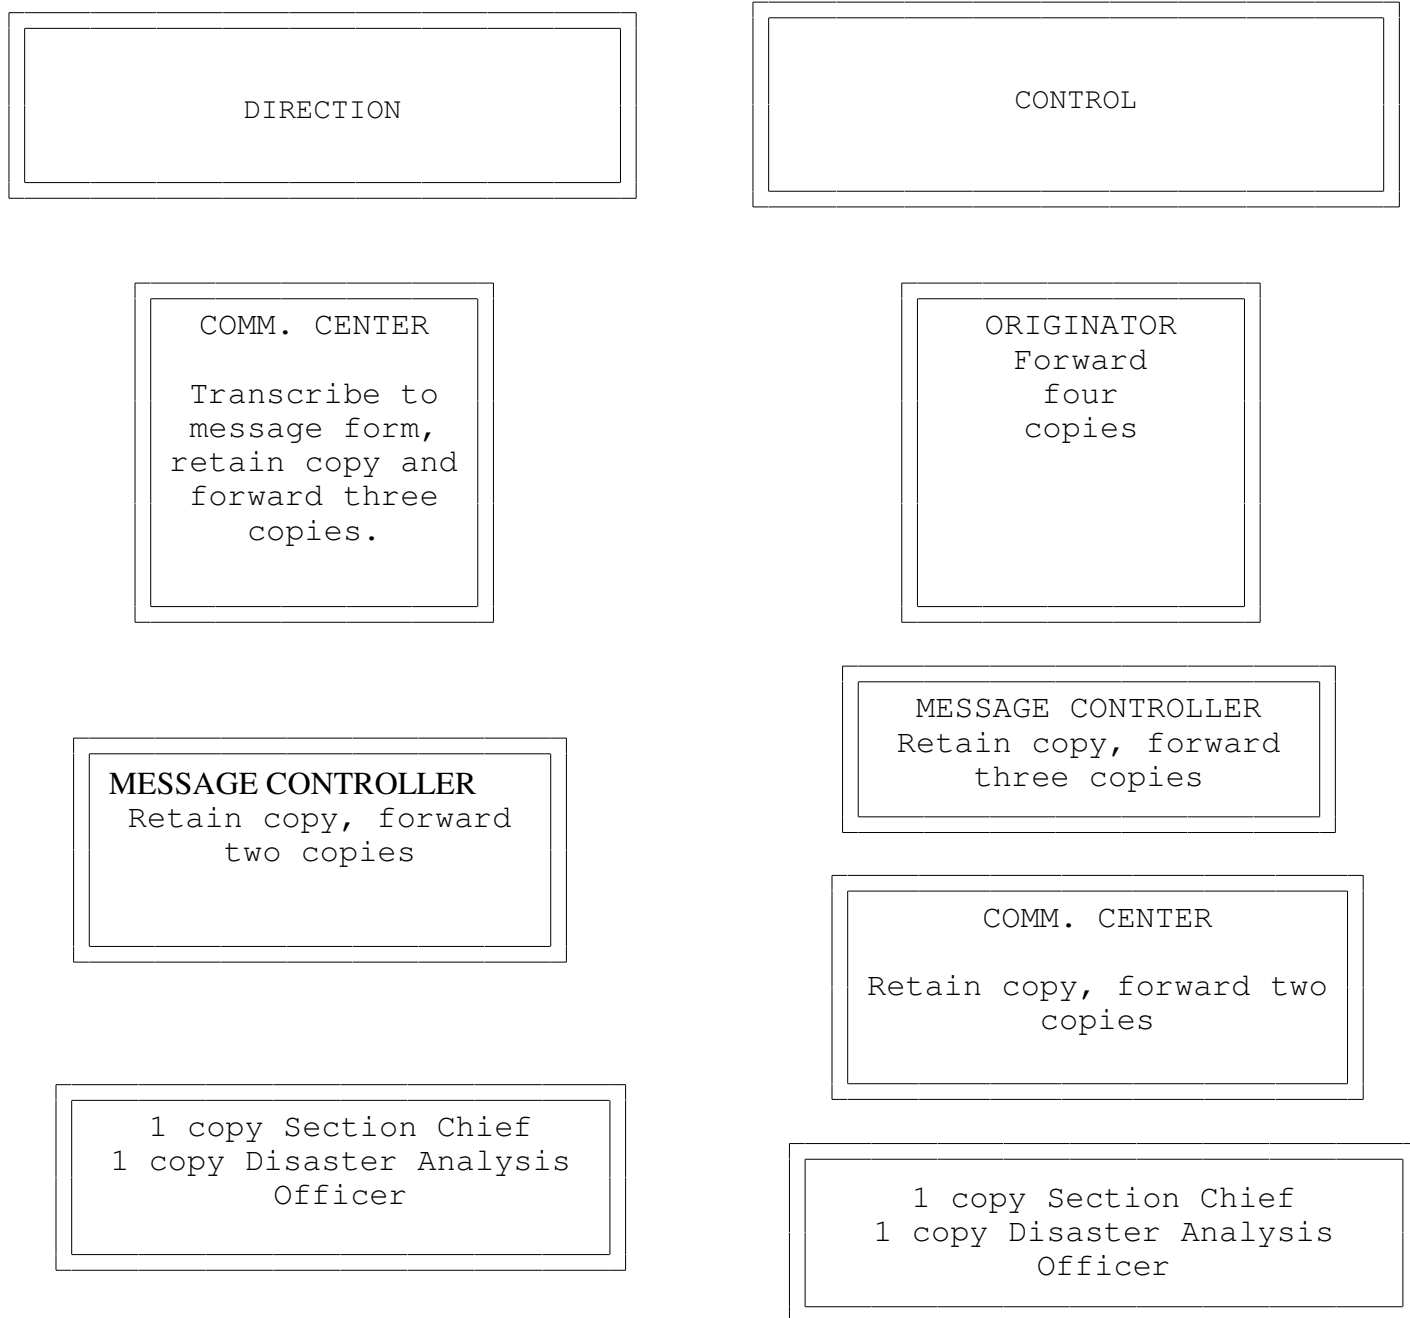 DIRECTION
COMM. CENTER
Transcribe to
message form,
retain copy and
forward three
copies.
MESSAGE CONTROLLER
Retain copy, forward
two copies
1 copy Section Chief
1 copy Disaster Analysis
Officer
CONTROL
ORIGINATOR
Forward
four
copies
MESSAGE CONTROLLER
Retain copy, forward
three copies
COMM. CENTER
Retain copy, forward two
copies
1 copy Section Chief
1 copy Disaster Analysis
Officer